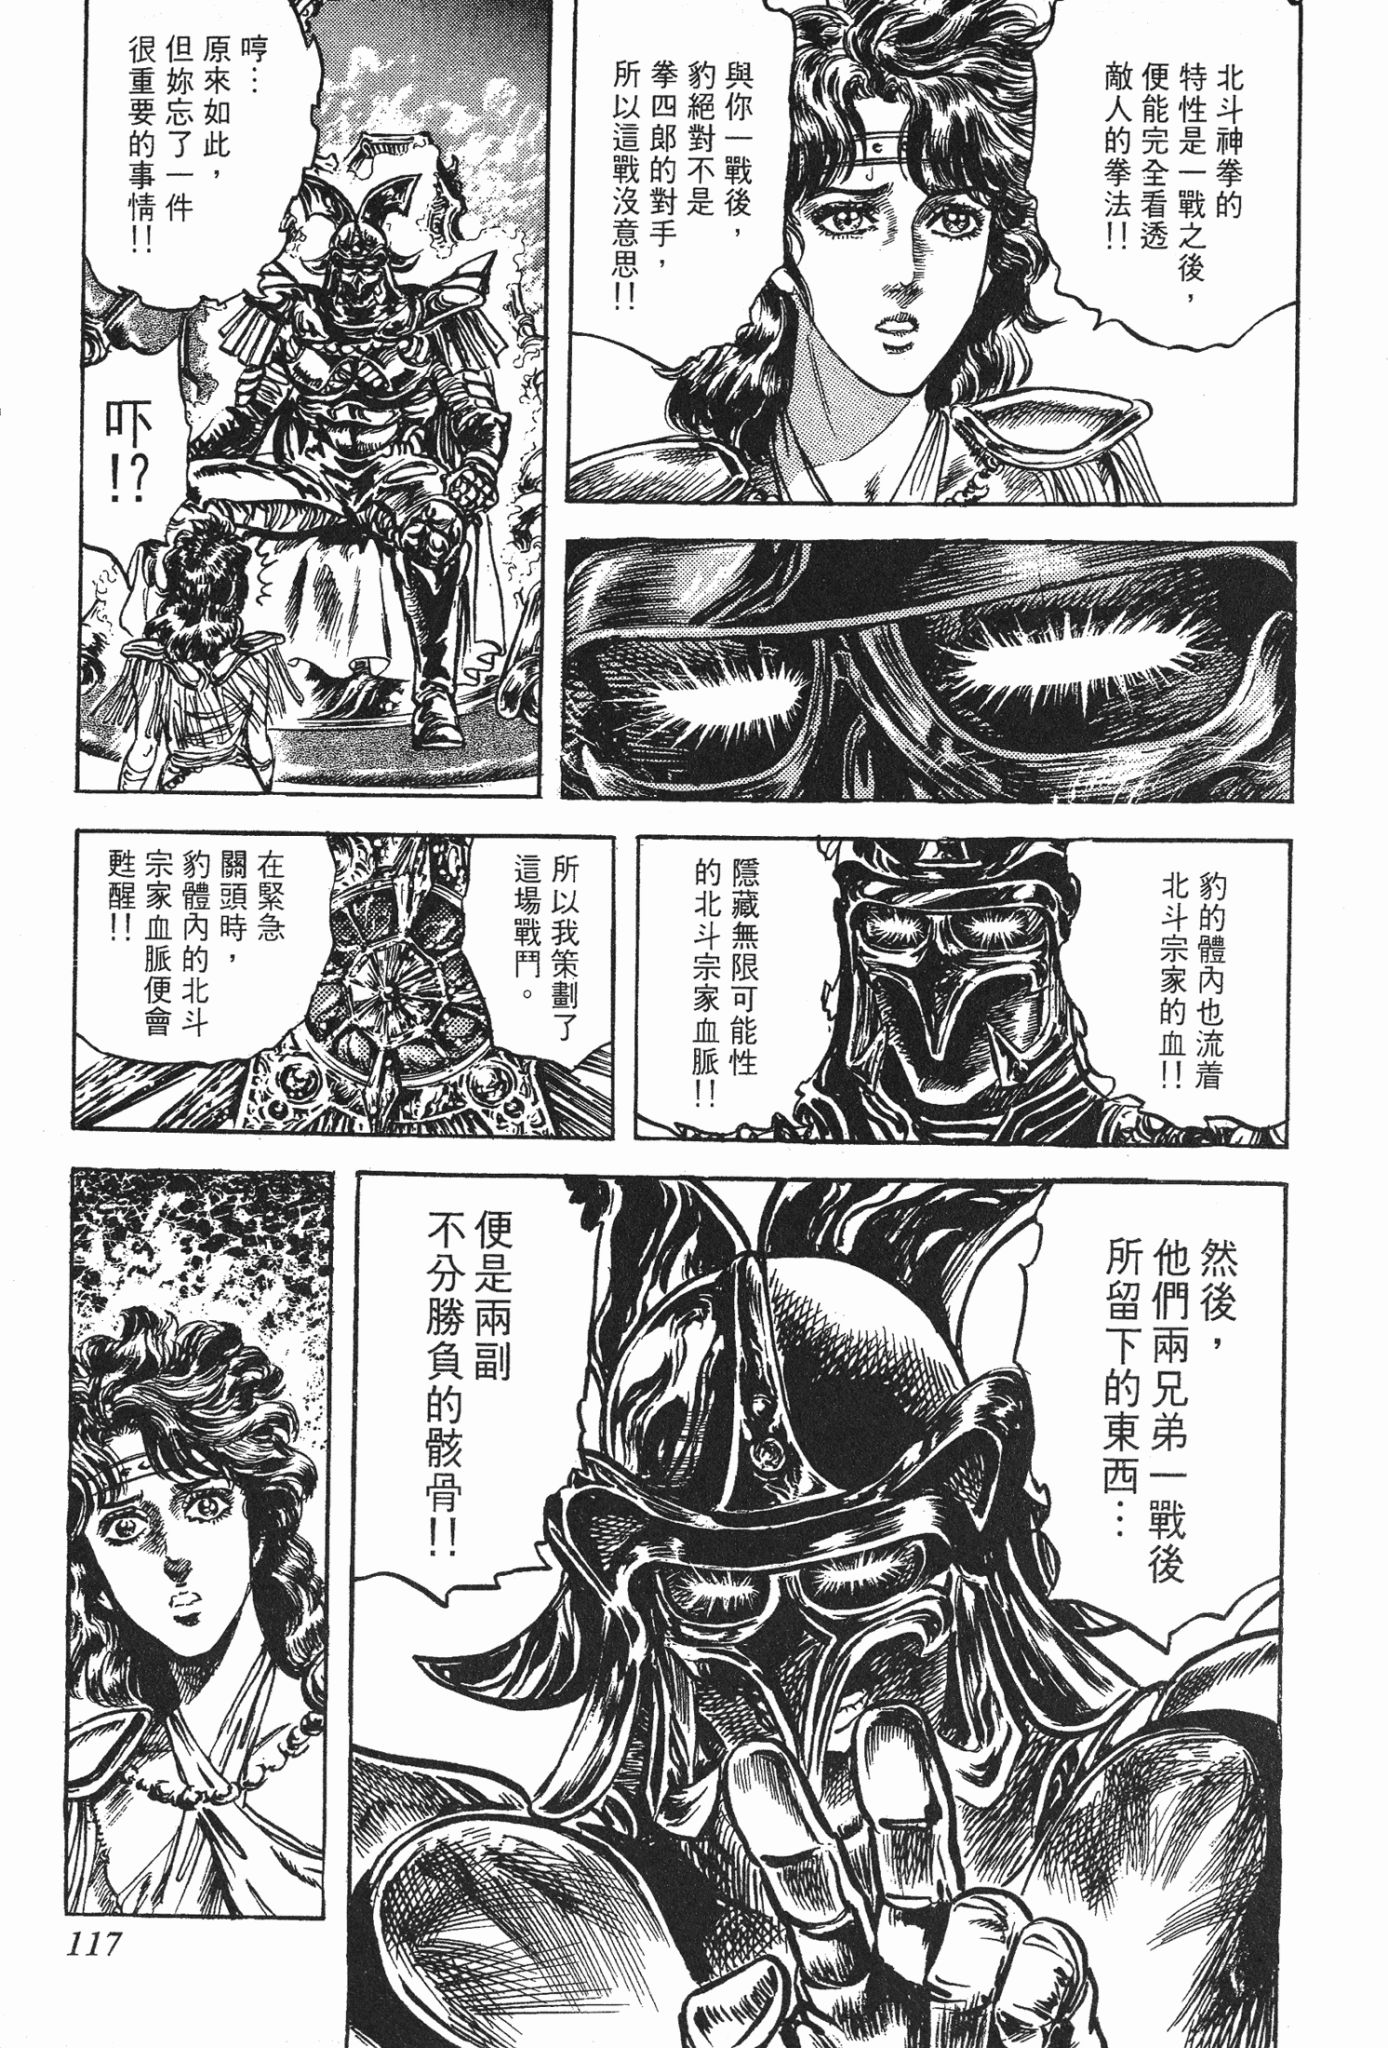 北斗神拳的
特性是一戰之後，
便能完全看透
敵人的拳法!!
與你一戰後，
豹絕對不是
拳四郎的對手，
所以這戰沒意思!!
哼…
原來如此，
但妳忘了一件
很重要的事情!!
吓!?
豹的體內也流着
北斗宗家的血!!
隱藏無限可能性
的北斗宗家血脈!!
所以我策劃了
這場戰鬥。
在緊急
關頭時，
豹體內的北斗
宗家血脈便會
甦醒!!
然後，
他們兩兄弟一戰後
所留下的東西…
便是兩副
不分勝負的骸骨!!
117